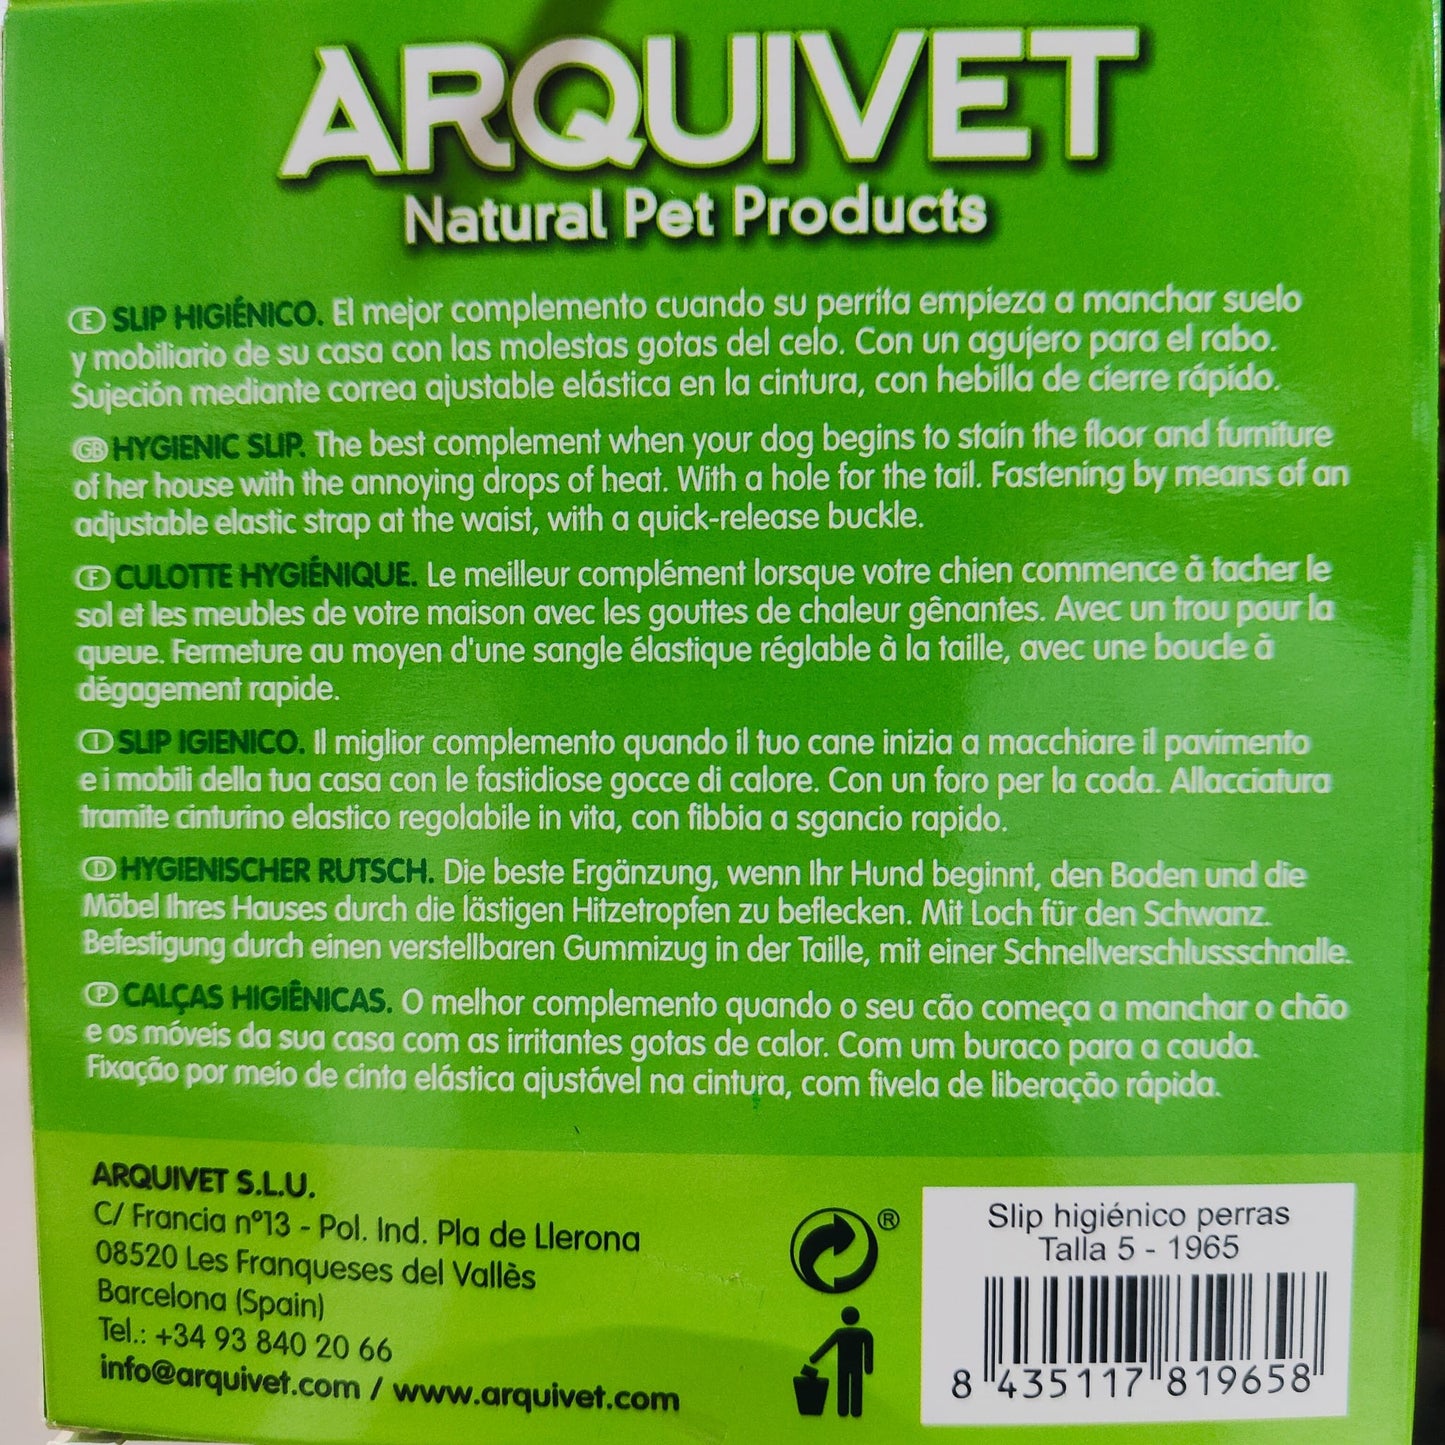 ARQUIVET
Natural Pet Products
E SLIP HIGIÉNICO. El mejor complemento cuando su perrita empieza a manchar suelo
y mobiliario de su casa con las molestas gotas del celo. Con un agujero para el rabo.
Sujeción mediante correa ajustable elástica en la cintura, con hebilla de cierre rápido.
GB HYGIENIC SLIP. The best complement when your dog begins to stain the floor and furniture
of her house with the annoying drops of heat. With a hole for the tail. Fastening by means of an
adjustable elastic strap at the waist, with a quick-release buckle.
F CULOTTE HYGIÉNIQUE. Le meilleur complément lorsque votre chien commence à tacher le
sol et les meubles de votre maison avec les gouttes de chaleur gênantes. Avec un trou pour la
queue. Fermeture au moyen d'une sangle élastique réglable à la taille, avec une boucle à
dégagement rapide.
I SLIP IGIENICO. Il miglior complemento quando il tuo cane inizia a macchiare il pavimento
e i mobili della tua casa con le fastidiose gocce di calore. Con un foro per la coda. Allacciatura
tramite cinturino elastico regolabile in vita, con fibbia a sgancio rapido.
D HYGIENISCHER RUTSCH. Die beste Ergänzung, wenn Ihr Hund beginnt, den Boden und die
Möbel Ihres Hauses durch die lästigen Hitzetropfen zu beflecken. Mit Loch für den Schwanz.
Befestigung durch einen verstellbaren Gummizug in der Taille, mit einer Schnellverschlussschnalle.
P CALÇAS HIGIÊNICAS. O melhor complemento quando o seu cão começa a manchar o chão
e os móveis da sua casa com as irritantes gotas de calor. Com um buraco para a cauda.
Fixação por meio de cinta elástica ajustável na cintura, com fivela de liberação rápida.
ARQUIVET S.L.U.
C/ Francia nº13 - Pol. Ind. Pla de Llerona
08520 Les Franqueses del Vallès
Barcelona (Spain)
Tel.: +34 93 840 20 66
info@arquivet.com / www.arquivet.com
®
Slip higiénico perras
Talla 5 - 1965
8 435117 819658